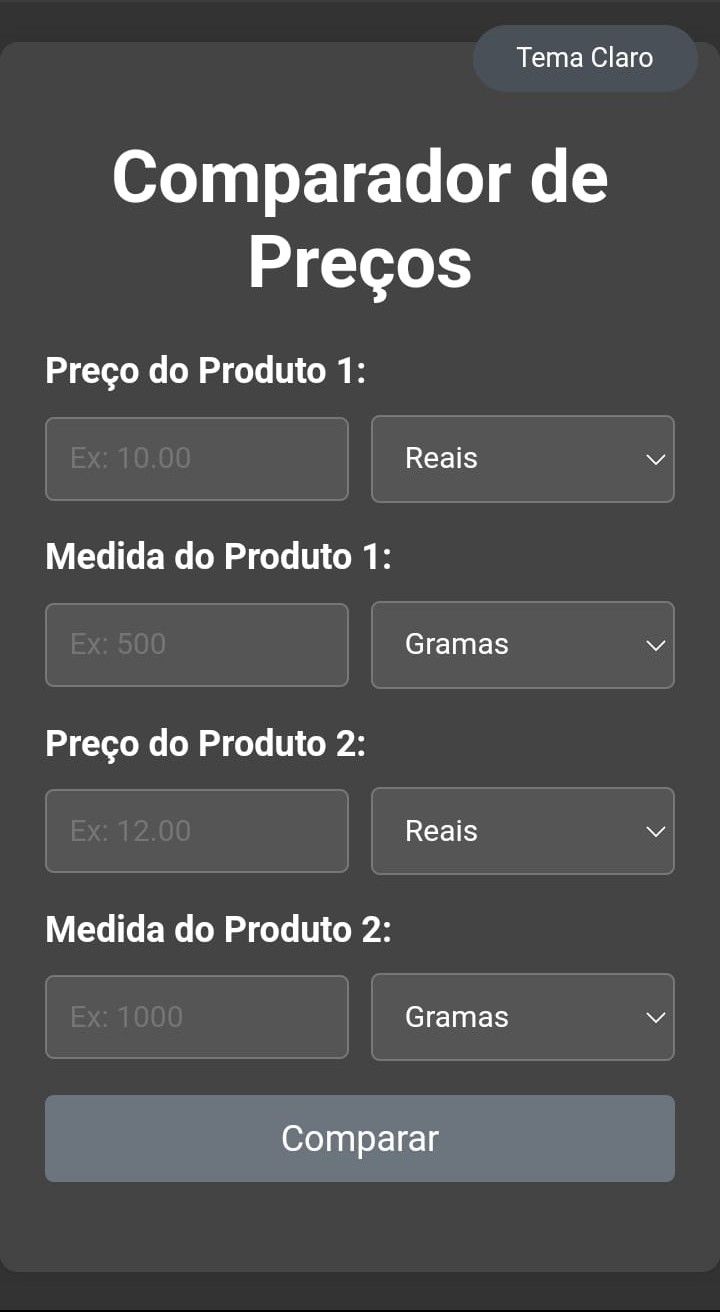 Tema Claro
Comparador de
Preços
Preço do Produto 1:
Ex: 10.00
Reais
Medida do Produto 1:
Ex: 500
Gramas
Preço do Produto 2:
Ex: 12.00
Reais
Medida do Produto 2:
Ex: 1000
Gramas
Comparar